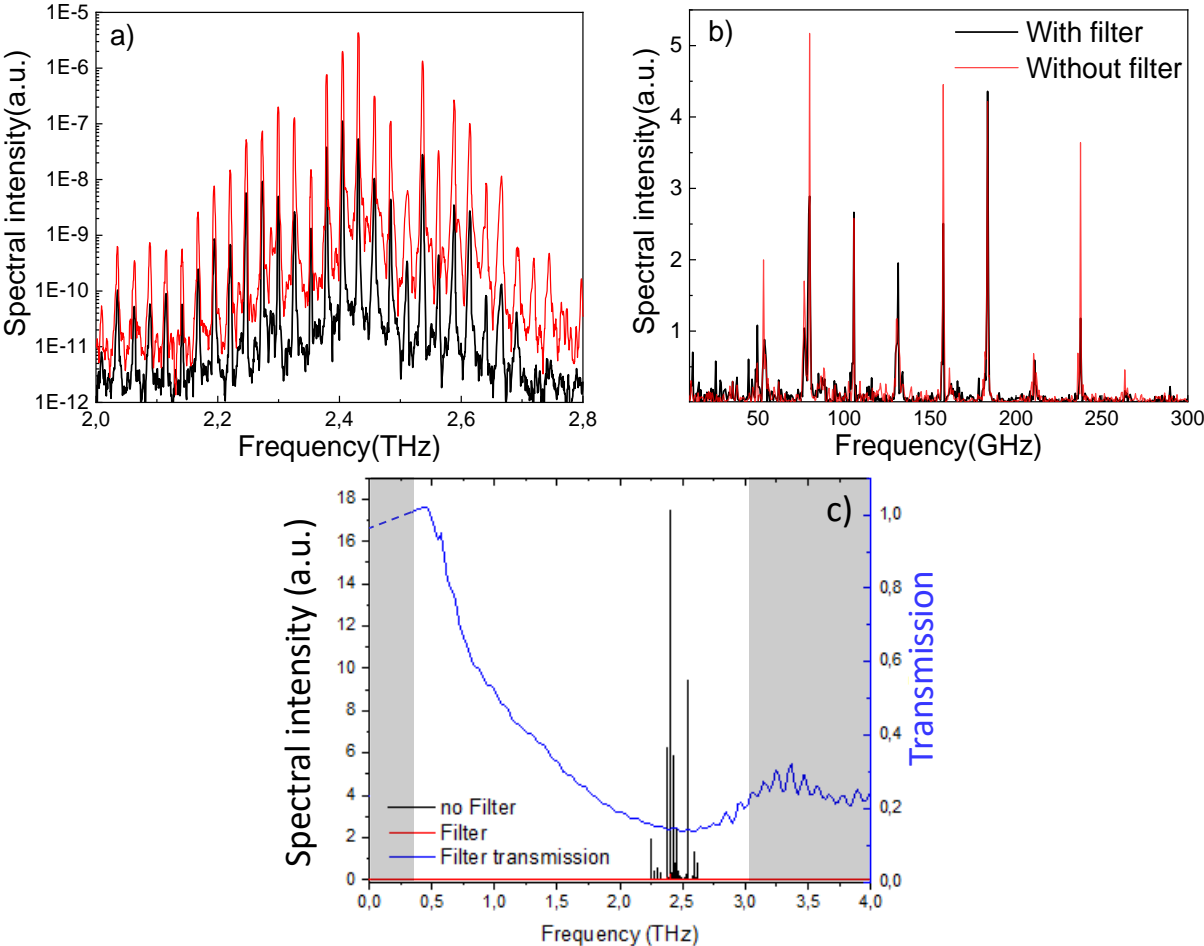 a)
Spectral intensity(a.u.)
1E-5
1E-6
1E-7
1E-8
1E-9
1E-10
1E-11
1E-12
2,0 2,2 2,4 2,6 2,8
Frequency(THz)
b)
With filter
Without filter
Spectral intensity(a.u.)
5
4
3
2
1
50 100 150 200 250 300
Frequency(GHz)
c)
Spectral intensity (a.u.)
18
16
14
12
10
8
6
4
2
0
no Filter
Filter
Filter transmission
1,0
0,8
0,6
0,4
0,2
0,0
Transmission
0,0 0,5 1,0 1,5 2,0 2,5 3,0 3,5 4,0
Frequency (THz)